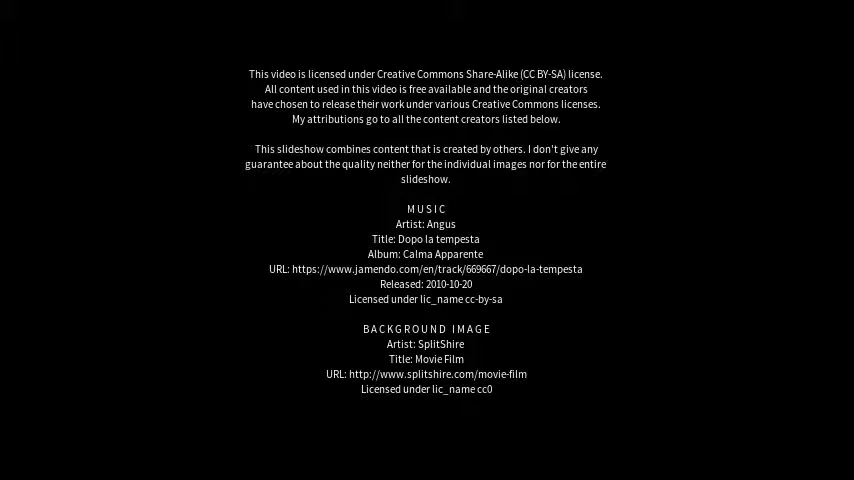 This video is licensed under Creative Commons Share-Alike (CC BY-SA) license.
All content used in this video is free available and the original creators
have chosen to release their work under various Creative Commons licenses.
My attributions go to all the content creators listed below.
This slideshow combines content that is created by others. I don't give any
guarantee about the quality neither for the individual images nor for the entire
slideshow.
MUSIC
Artist: Angus
Title: Dopo la tempesta
Album: Calma Apparente
URL: https://www.jamendo.com/en/track/669667/dopo-la-tempesta
Released: 2010-10-20
Licensed under lic_name cc-by-sa
BACKGROUND IMAGE
Artist: SplitShire
Title: Movie Film
URL: http://www.splitshire.com/movie-film
Licensed under lic_name cc0